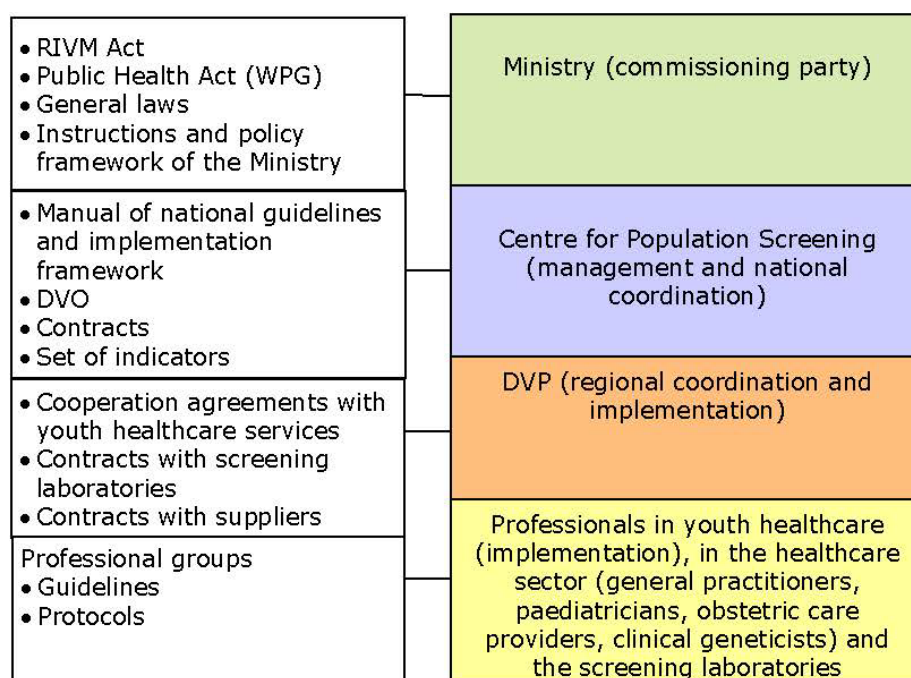 • RIVM Act
• Public Health Act (WPG)
• General laws
• Instructions and policy
framework of the Ministry
Ministry (commissioning party)
• Manual of national guidelines
and implementation
framework
• DVO
• Contracts
• Set of indicators
Centre for Population Screening
(management and national
coordination)
• Cooperation agreements with
youth healthcare services
• Contracts with screening
laboratories
• Contracts with suppliers
DVP (regional coordination and
implementation)
Professional groups
• Guidelines
• Protocols
Professionals in youth healthcare
(implementation), in the healthcare
sector (general practitioners,
paediatricians, obstetric care
providers, clinical geneticists) and
the screening laboratories